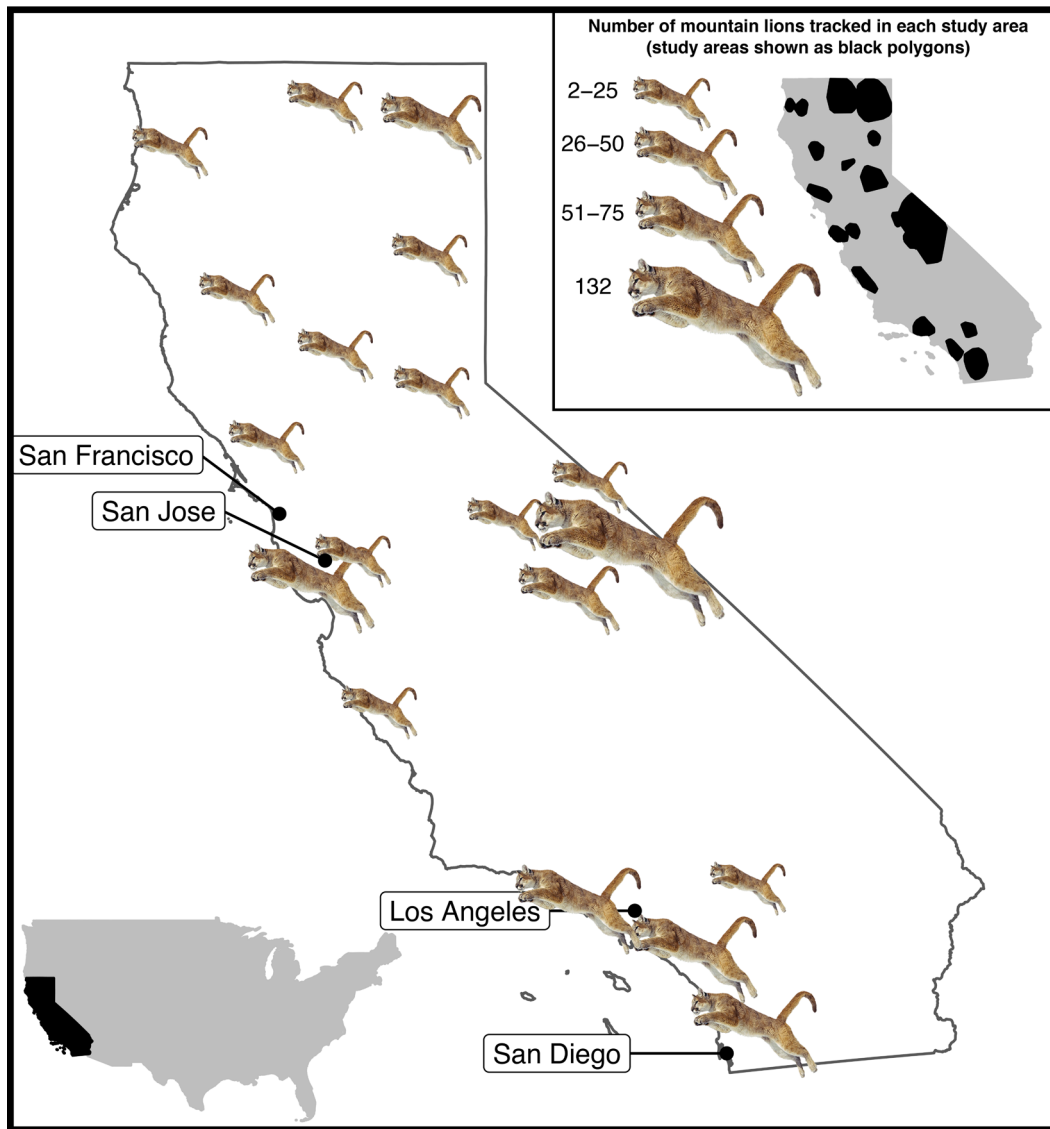 Number of mountain lions tracked in each study area
(study areas shown as black polygons)
2–25
26–50
51–75
132
San Francisco
San Jose
Los Angeles
San Diego